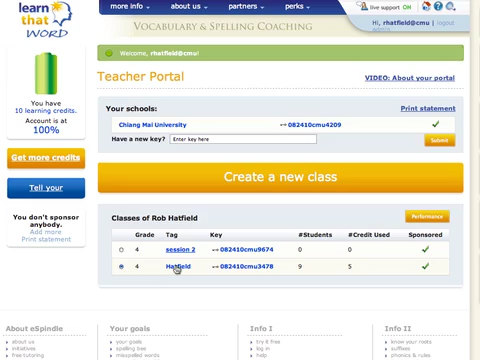 learn
that
WORD
more info
about us
partners
perks
live support ON
VOCABULARY & SPELLING COACHING
Hi, rhatfield@cmu | logout
Welcome, rhatfield@cmu!
Teacher Portal
VIDEO: About your portal
You have
10 learning credits.
Account is at
100%
Get more credits
Tell your
You don't sponsor
anybody.
Add more
Print statement
Your schools:
Print statement
Chiang Mai University
082410cmu4209
Have a new key?
Enter key here
Submit
Create a new class
Classes of Rob Hatfield
Performance
Grade Tag Key #Students #Credit Used Sponsored
4 session 2 082410cmu9674 0 0
4 Hatfield 082410cmu3478 9 5
About eSpindle
about us
initiatives
free tutoring
Your goals
your goals
spelling bees
misspelled words
Info I
try it free
log in
help
Info II
know your roots
suffixes
prefixes & roots